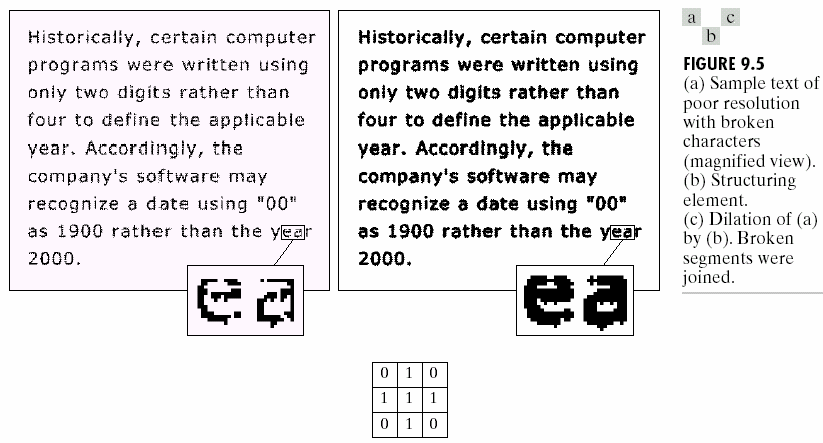 Historically, certain computer
programs were written using
only two digits rather than
four to define the applicable
year. Accordingly, the
company's software may
recognize a date using "00"
as 1900 rather than the year
2000.
ea
Historically, certain computer
programs were written using
only two digits rather than
four to define the applicable
year. Accordingly, the
company's software may
recognize a date using "00"
as 1900 rather than the year
2000.
ea
a c
b
FIGURE 9.5
(a) Sample text of
poor resolution
with broken
characters
(magnified view).
(b) Structuring
element.
(c) Dilation of (a)
by (b). Broken
segments were
joined.
0 1 0
1 1 1
0 1 0